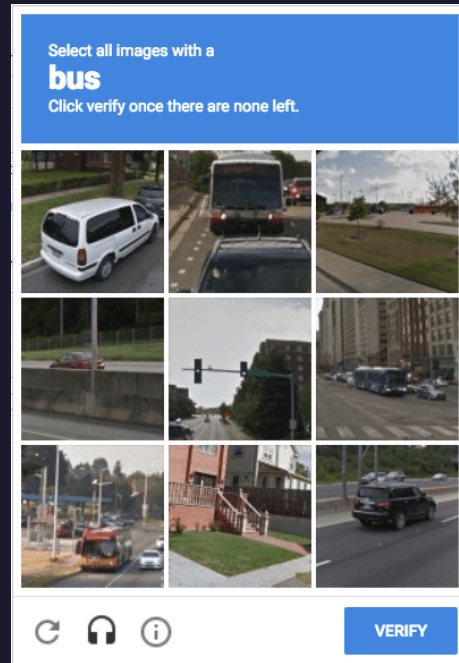 Select all images with a
bus
Click verify once there are none left.
VERIFY